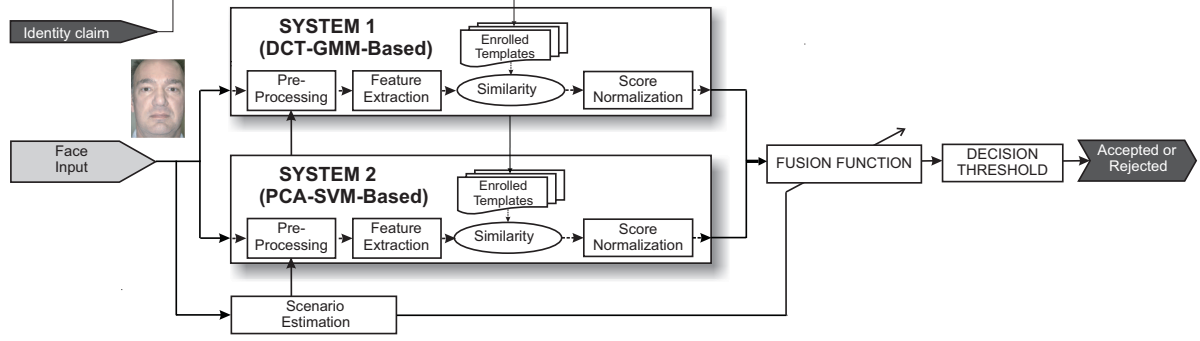 Identity claim
SYSTEM 1
(DCT-GMM-Based)
Enrolled
Templates
Pre-
Processing
Feature
Extraction
Similarity
Score
Normalization
Face
Input
SYSTEM 2
(PCA-SVM-Based)
Enrolled
Templates
Pre-
Processing
Feature
Extraction
Similarity
Score
Normalization
Scenario
Estimation
FUSION FUNCTION
DECISION
THRESHOLD
Accepted or
Rejected